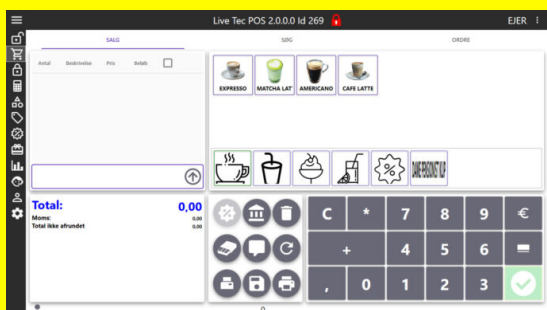 Live Tec POS 2.0.0.0 Id 269
EJER
SALG
SØG
ORDRE
Antal Beskrivelse Pris Beløb
EXPRESSO
MATCHA LAT
AMERICANO
CAFE LATTE
Total: 0,00
Moms: 0,00
Total ikke afrundet 0,00
C * 7 8 9 €
+ 4 5 6
, 0 1 2 3